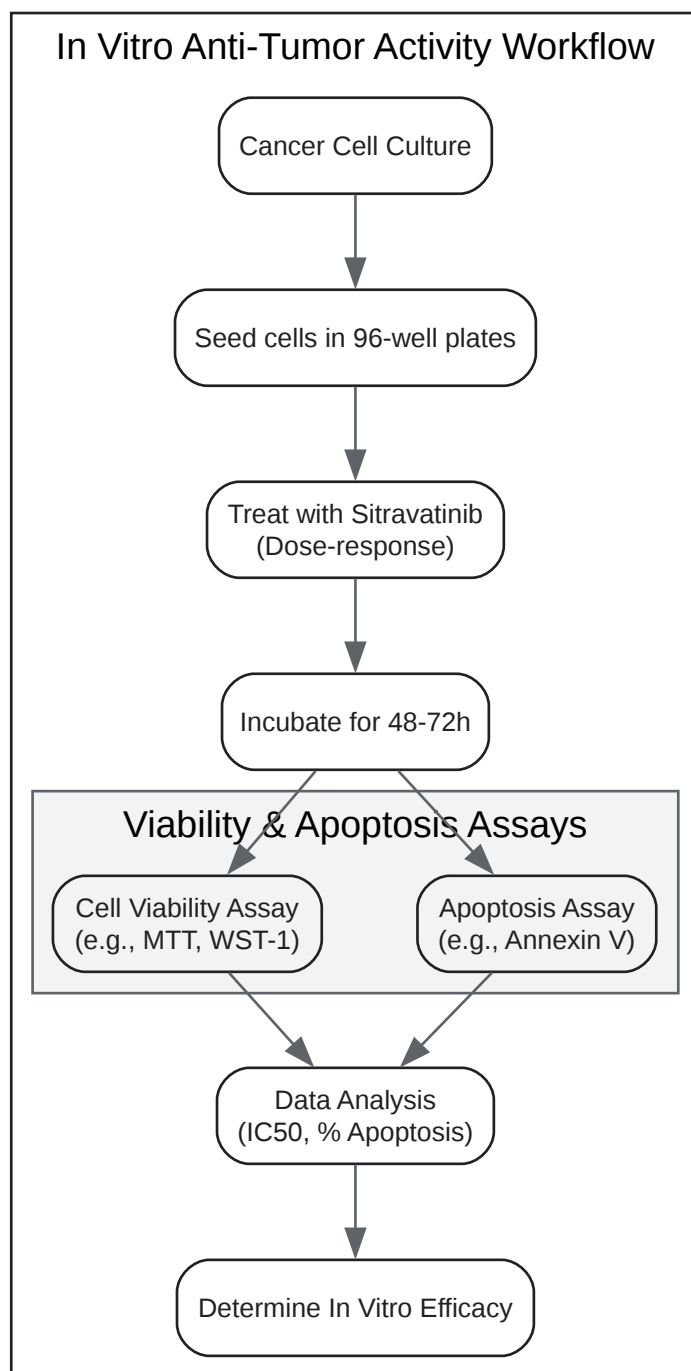 In Vitro Anti-Tumor Activity Workflow
Cancer Cell Culture
Seed cells in 96-well plates
Treat with Sitravatinib
(Dose-response)
Incubate for 48-72h
Viability & Apoptosis Assays
Cell Viability Assay
(e.g., MTT, WST-1)
Apoptosis Assay
(e.g., Annexin V)
Data Analysis
(IC50, % Apoptosis)
Determine In Vitro Efficacy